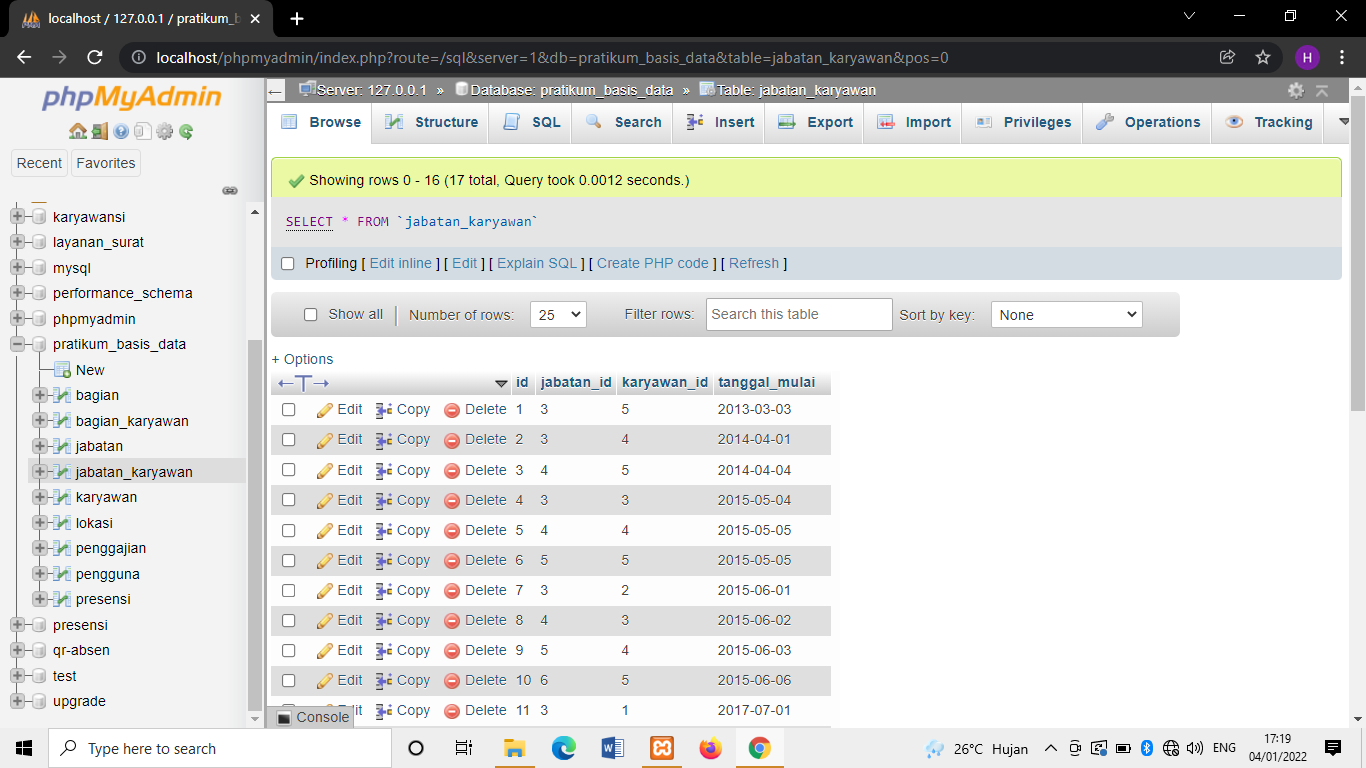 localhost / 127.0.0.1 / pratikum_b
localhost/phpmyadmin/index.php?route=/sql&server=1&db=pratikum_basis_data&table=jabatan_karyawan&pos=0
H
phpMyAdmin
Recent
Favorites
karyawansi
layanan_surat
mysql
performance_schema
phpmyadmin
pratikum_basis_data
New
bagian
bagian_karyawan
jabatan
jabatan_karyawan
karyawan
lokasi
penggajian
pengguna
presensi
presensi
qr-absen
test
upgrade
Server: 127.0.0.1 » Database: pratikum_basis_data » Table: jabatan_karyawan
Browse Structure SQL Search Insert Export Import Privileges Operations Tracking
Showing rows 0 - 16 (17 total, Query took 0.0012 seconds.)
SELECT * FROM `jabatan_karyawan`
Profiling [ Edit inline ] [ Edit ] [ Explain SQL ] [ Create PHP code ] [ Refresh ]
Show all Number of rows: 25 Filter rows: Search this table Sort by key: None
+ Options
←T→ id jabatan_id karyawan_id tanggal_mulai
Edit Copy Delete 1 3 5 2013-03-03
Edit Copy Delete 2 3 4 2014-04-01
Edit Copy Delete 3 4 5 2014-04-04
Edit Copy Delete 4 3 3 2015-05-04
Edit Copy Delete 5 4 4 2015-05-05
Edit Copy Delete 6 5 5 2015-05-05
Edit Copy Delete 7 3 2 2015-06-01
Edit Copy Delete 8 4 3 2015-06-02
Edit Copy Delete 9 5 4 2015-06-03
Edit Copy Delete 10 6 5 2015-06-06
Edit Copy Delete 11 3 1 2017-07-01
Console
Type here to search
26°C Hujan
ENG
17:19
04/01/2022